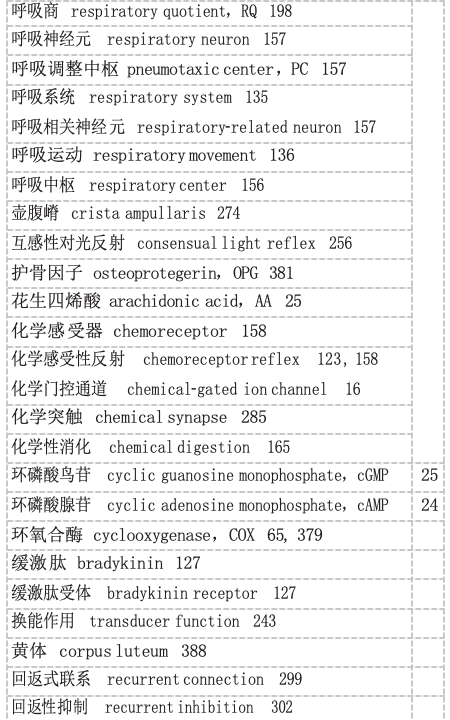 呼吸商 respiratory quotient, RQ 198
呼吸神经元 respiratory neuron 157
呼吸调整中枢 pneumotaxic center, PC 157
呼吸系统 respiratory system 135
呼吸相关神经元 respiratory-related neuron 157
呼吸运动 respiratory movement 136
呼吸中枢 respiratory center 156
壶腹嵴 crista ampullaris 274
互感性对光反射 consensual light reflex 256
护骨因子 osteoprotegerin, OPG 381
花生四烯酸 arachidonic acid, AA 25
化学感受器 chemoreceptor 158
化学感受性反射 chemoreceptor reflex 123, 158
化学门控通道 chemical-gated ion channel 16
化学突触 chemical synapse 285
化学性消化 chemical digestion 165
环磷酸鸟苷 cyclic guanosine monophosphate, cGMP 25
环磷酸腺苷 cyclic adenosine monophosphate, cAMP 24
环氧合酶 cyclooxygenase, COX 65, 379
缓激肽 bradykinin 127
缓激肽受体 bradykinin receptor 127
换能作用 transducer function 243
黄体 corpus luteum 388
回返式联系 recurrent connection 299
回返性抑制 recurrent inhibition 302